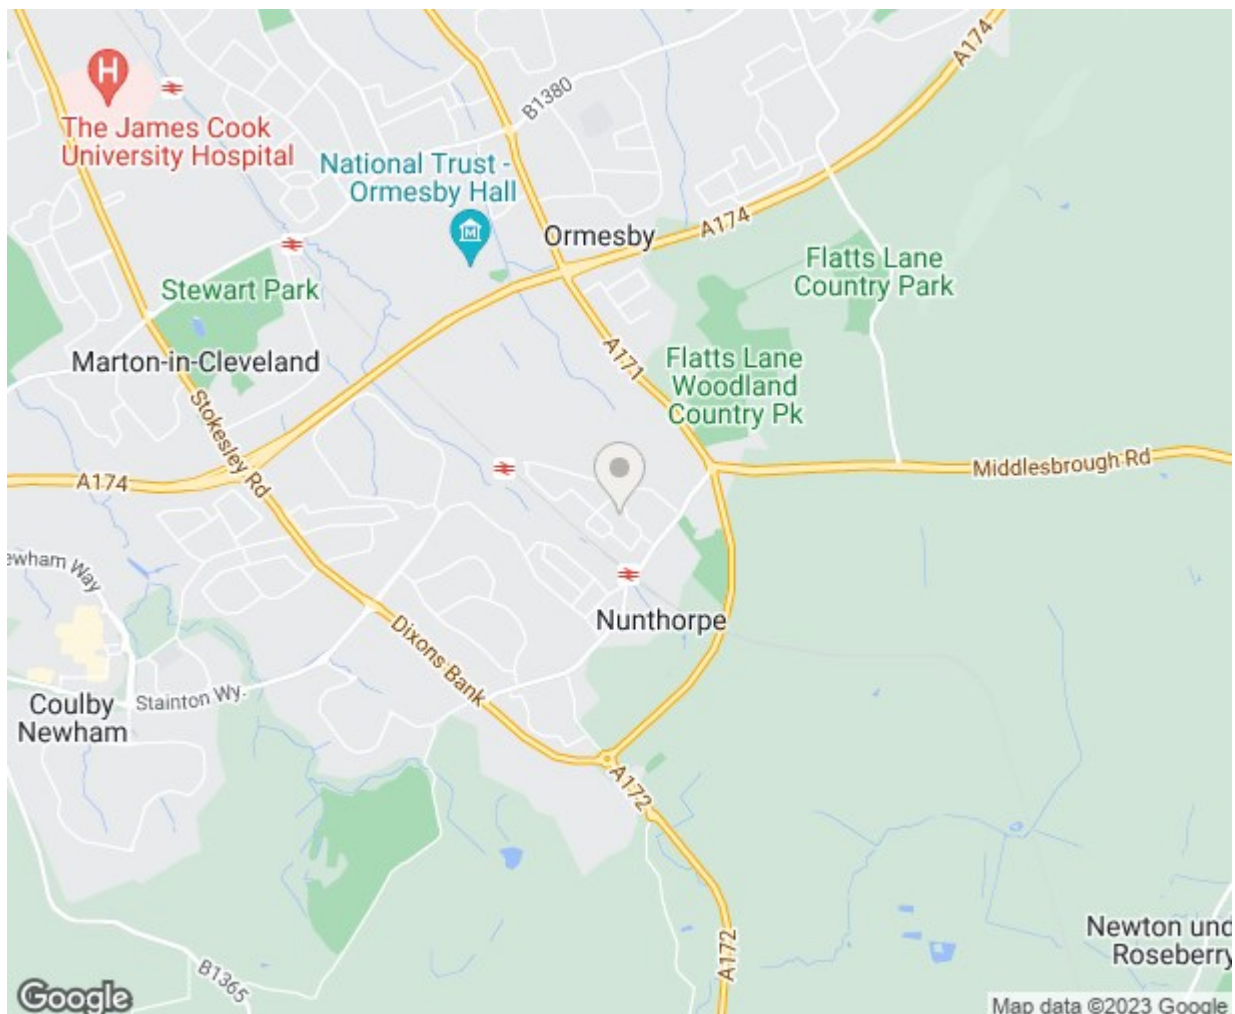 A174
B1380
H
The James Cook
University Hospital
National Trust -
Ormesby Hall
M
Ormesby
A174
Flatts Lane
Country Park
Stewart Park
A171
Marton-in-Cleveland
Flatts Lane
Woodland
Country Pk
Stokesley Rd
A174
Middlesbrough Rd
ewham Way
Nunthorpe
Dixons Bank
Stainton Wy.
Coulby
Newham
A172
A172
Newton und
Roseberry
B1365
Google
Map data ©2023 Google